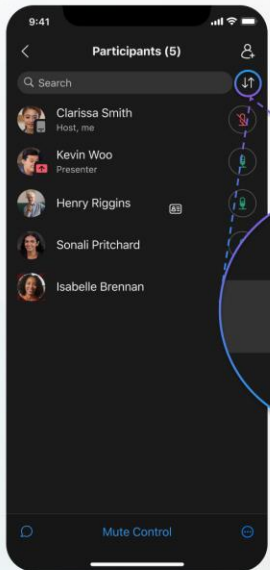 9:41
Participants (5)
Search
Clarissa Smith
Host, me
Kevin Woo
Presenter
Henry Riggins
Sonali Pritchard
Isabelle Brennan
Mute Control